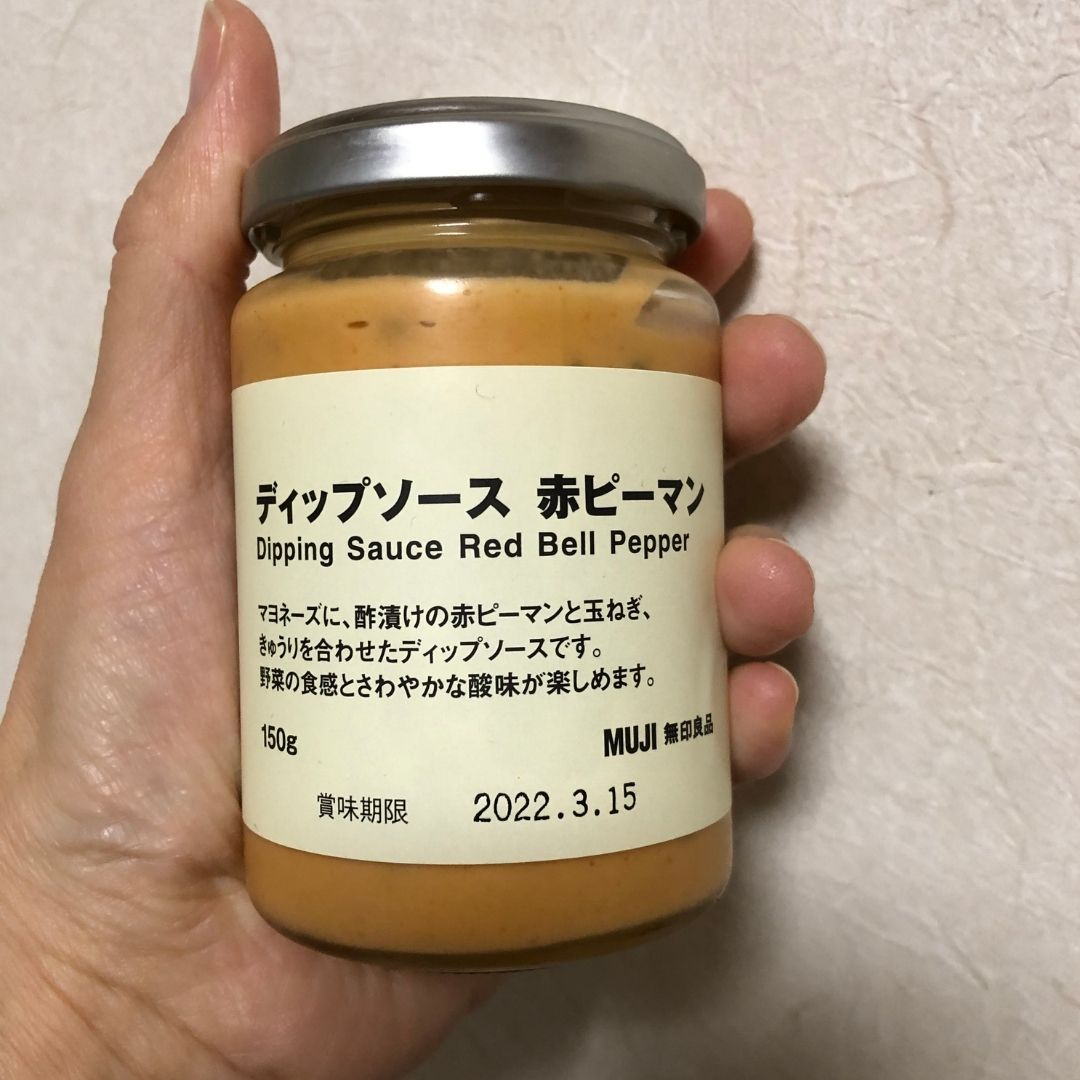 ディップソース 赤ピーマン
Dipping Sauce Red Bell Pepper
マヨネーズに、酢漬けの赤ピーマンと玉ねぎ、
きゅうりを合わせたディップソースです。
野菜の食感とさわやかな酸味が楽しめます。
150g MUJI 無印良品
賞味期限 2022.3.15